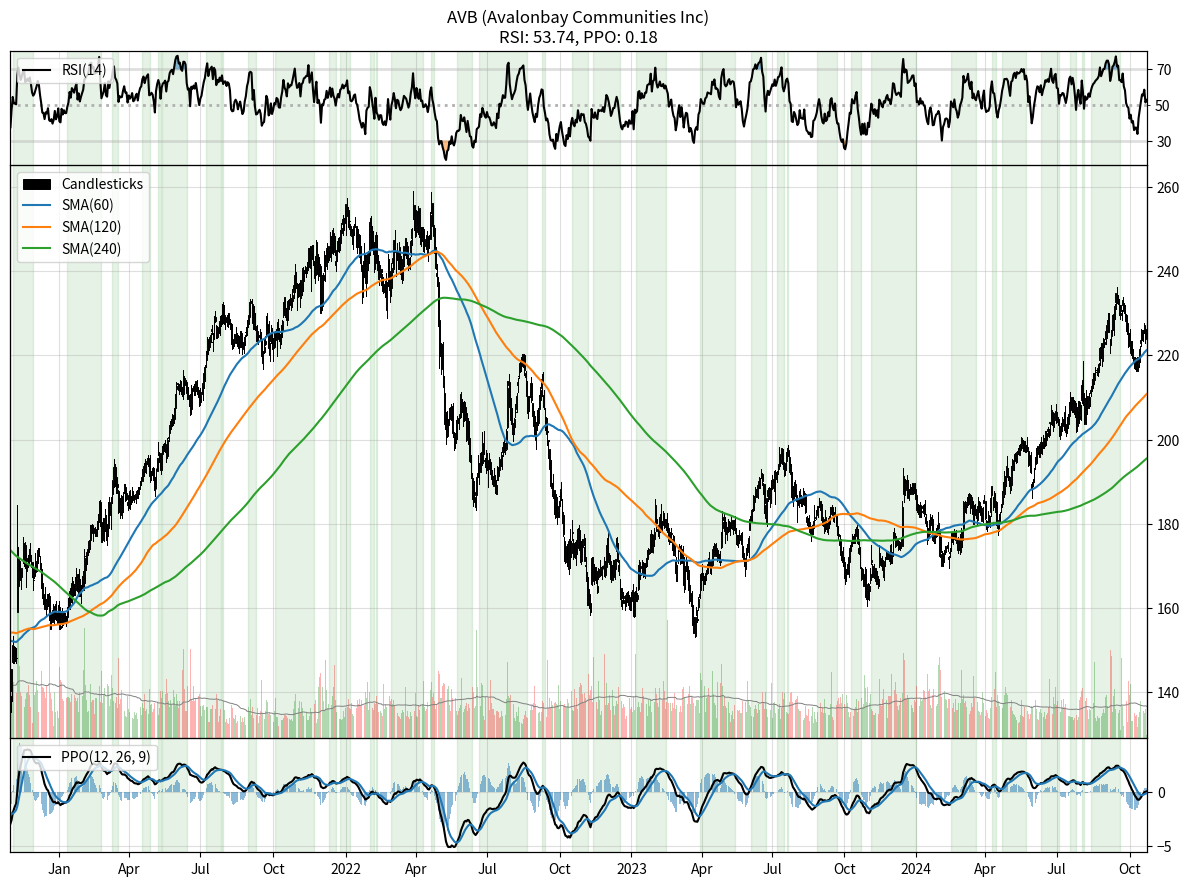 AVB (Avalonbay Communities Inc)
RSI: 53.74, PPO: 0.18
RSI(14)
70
50
30
Candlesticks
SMA(60)
SMA(120)
SMA(240)
260
240
220
200
180
160
140
PPO(12, 26, 9)
0
−5
Jan Apr Jul Oct 2022 Apr Jul Oct 2023 Apr Jul Oct 2024 Apr Jul Oct